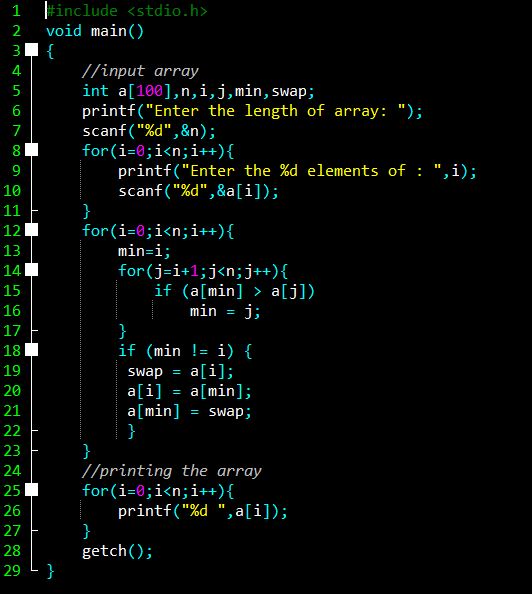 1 #include <stdio.h>
2 void main()
3 {
4 //input array
5 int a[100],n,i,j,min,swap;
6 printf("Enter the length of array: ");
7 scanf("%d",&n);
8 for(i=0;i<n;i++){
9 printf("Enter the %d elements of : ",i);
10 scanf("%d",&a[i]);
11 }
12 for(i=0;i<n;i++){
13 min=i;
14 for(j=i+1;j<n;j++){
15 if (a[min] > a[j])
16 min = j;
17 }
18 if (min != i) {
19 swap = a[i];
20 a[i] = a[min];
21 a[min] = swap;
22 }
23 }
24 //printing the array
25 for(i=0;i<n;i++){
26 printf("%d ",a[i]);
27 }
28 getch();
29 }